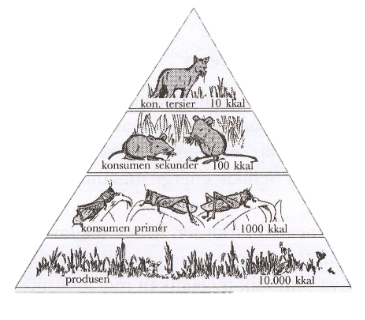 kon. tersier 10 kkal
konsumen sekunder 100 kkal
konsumen primer 1000 kkal
produsen 10.000 kkal